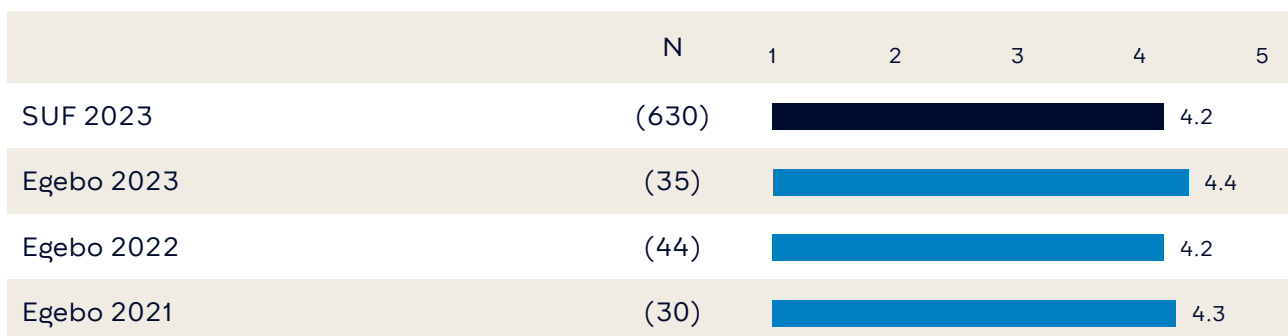 N 1 2 3 4 5
SUF 2023 (630) 4.2
Egebo 2023 (35) 4.4
Egebo 2022 (44) 4.2
Egebo 2021 (30) 4.3